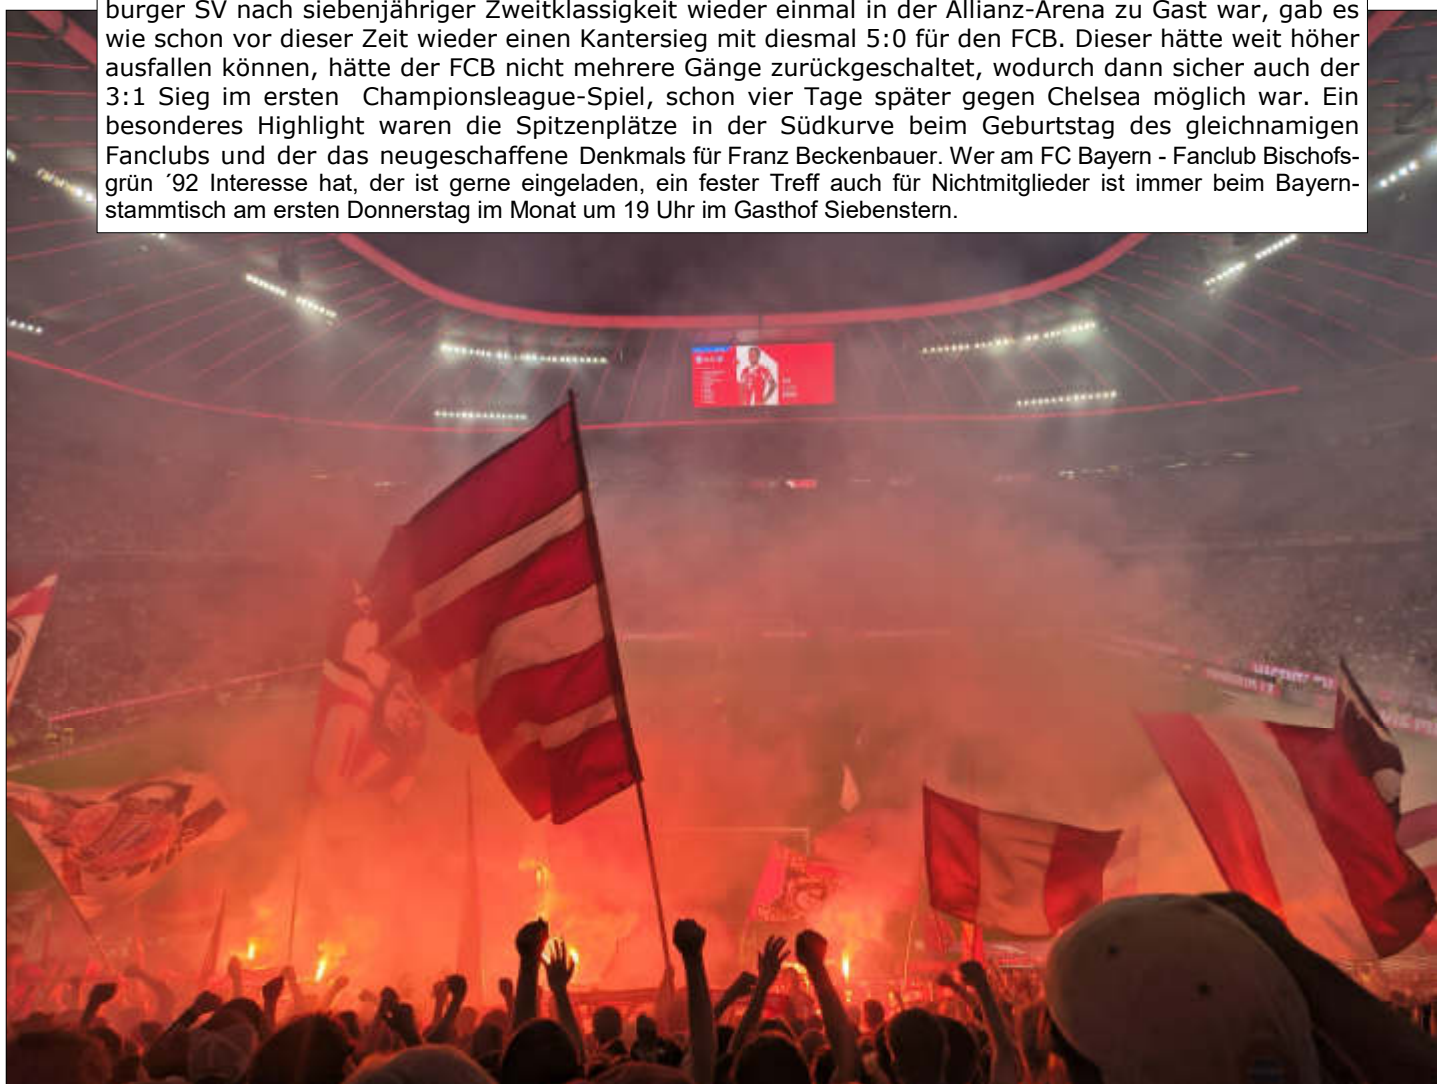 burger SV nach siebenjähriger Zweitklassigkeit wieder einmal in der Allianz-Arena zu Gast war, gab es
wie schon vor dieser Zeit wieder einen Kantersieg mit diesmal 5:0 für den FCB. Dieser hätte weit höher
ausfallen können, hätte der FCB nicht mehrere Gänge zurückgeschaltet, wodurch dann sicher auch der
3:1 Sieg im ersten Championsleague-Spiel, schon vier Tage später gegen Chelsea möglich war. Ein
besonderes Highlight waren die Spitzenplätze in der Südkurve beim Geburtstag des gleichnamigen
Fanclubs und der das neugeschaffene Denkmals für Franz Beckenbauer. Wer am FC Bayern - Fanclub Bischofs-
grün ´92 Interesse hat, der ist gerne eingeladen, ein fester Treff auch für Nichtmitglieder ist immer beim Bayern-
stammtisch am ersten Donnerstag im Monat um 19 Uhr im Gasthof Siebenstern.